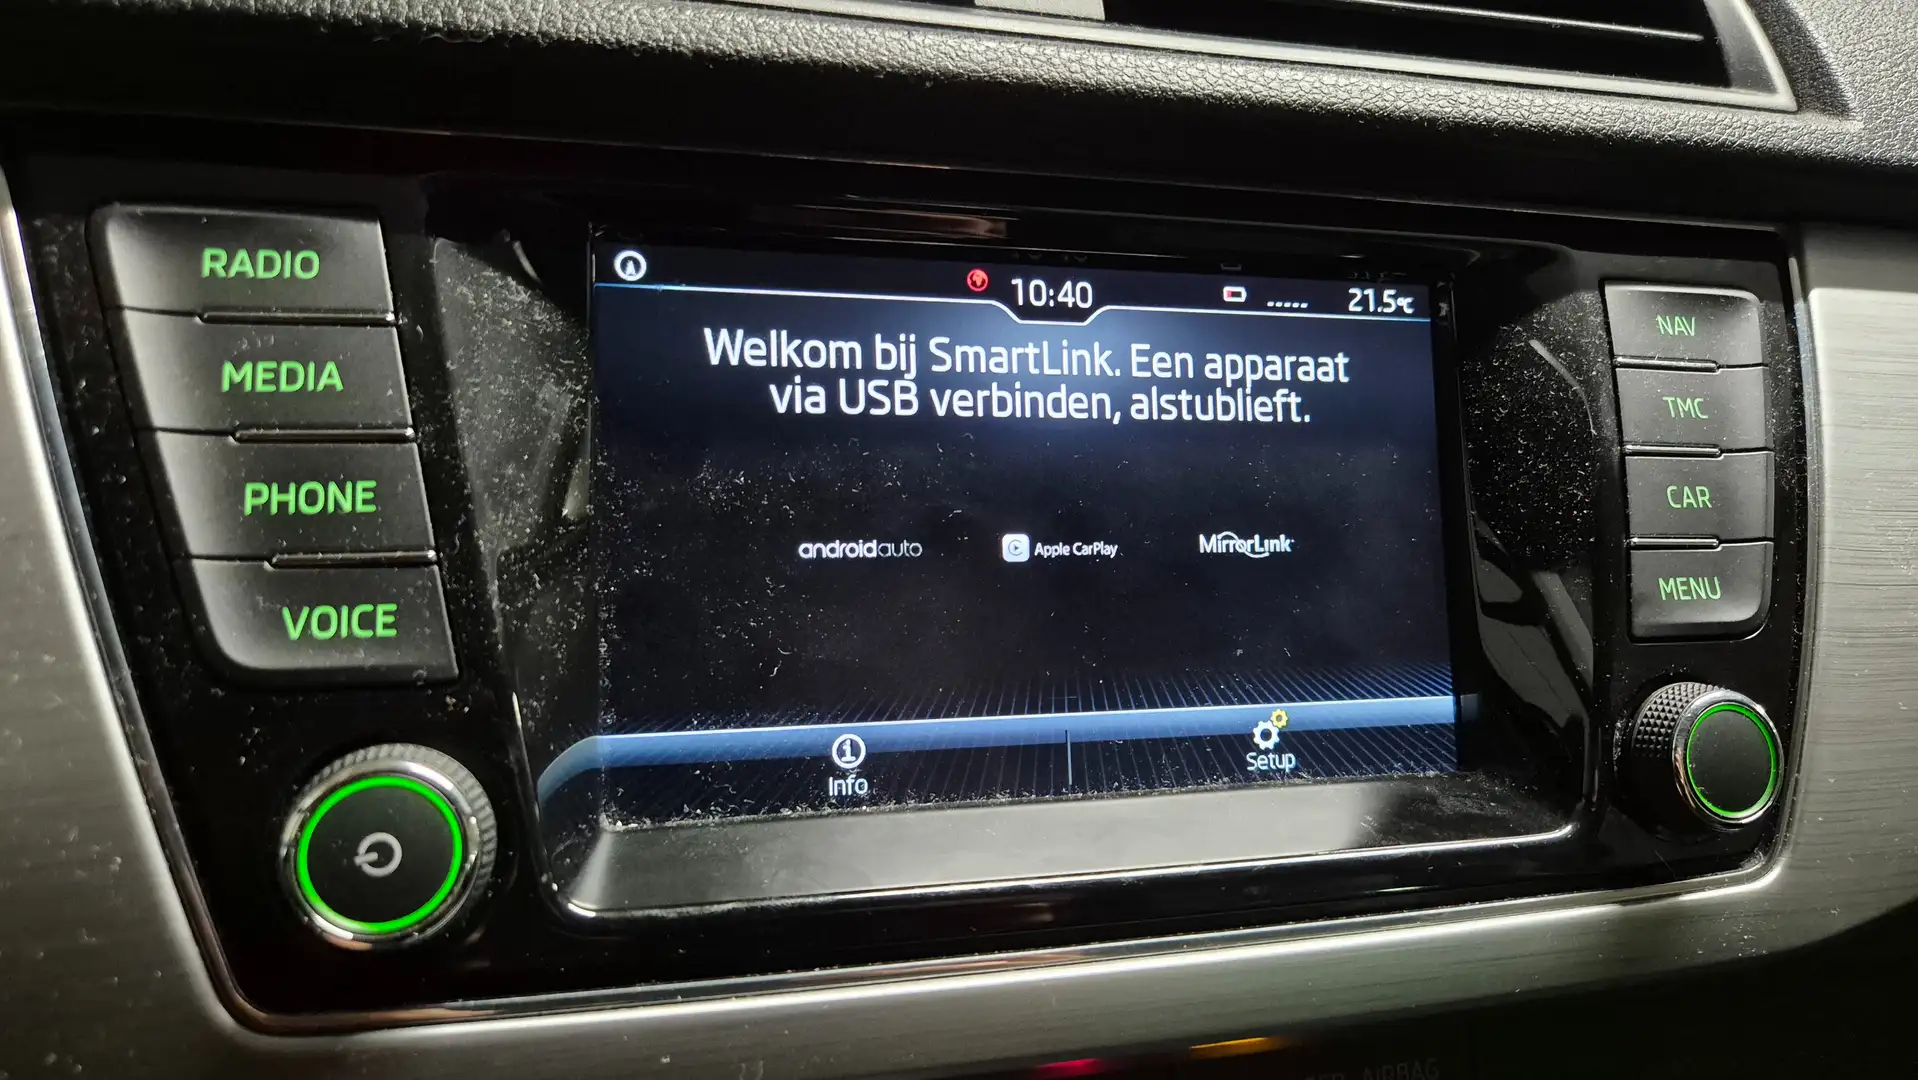 RADIO
MEDIA
PHONE
VOICE
10:40
21.5°C
Welkom bij SmartLink. Een apparaat
via USB verbinden, alstublieft.
androidauto
Apple CarPlay
MirrorLink
Info
Setup
NAV
TMC
CAR
MENU
AIRBAG